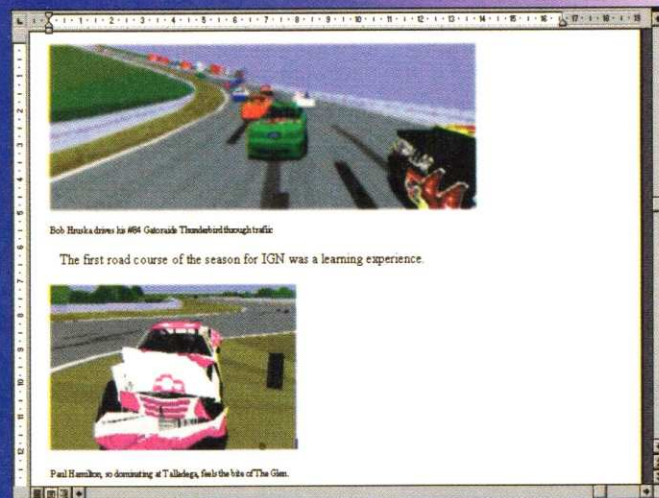 Bob Hruska drives his #84 Gatoraide Thunderbird through traffic
The first road course of the season for IGN was a learning experience.
Paul Hamilton, so dominating at Talladega, feels the bite of The Glen.